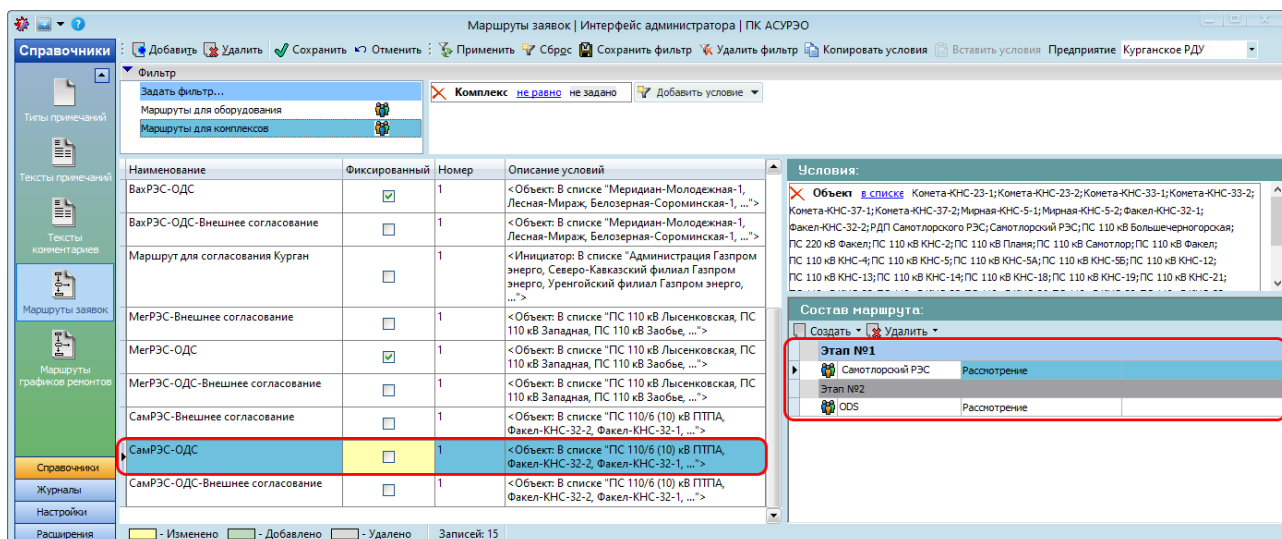 Маршруты заявок | Интерфейс администратора | ПК АСУРЭО
Справочники
Добавить Удалить Сохранить Отменить Применить Сброс Сохранить фильтр Удалить фильтр Копировать условия Вставить условия Предприятие Курганское РДУ
Типы примечаний
Тексты примечаний
Тексты
комментариев
Маршруты заявок
Маршруты
графиков ремонтов
Справочники
Журналы
Настройки
Расширения
Фильтр
Задать фильтр...
Маршруты для оборудования
Маршруты для комплексов
Комплекс не равно не задано Добавить условие
Наименование Фиксированный Номер Описание условий
ВахРЭС-ОДС 1 <Объект: В списке "Меридиан-Молодежная-1,
Лесная-Мираж, Белозерная-Сороминская-1, ...">
ВахРЭС-ОДС-Внешнее согласование 1 <Объект: В списке "Меридиан-Молодежная-1,
Лесная-Мираж, Белозерная-Сороминская-1, ...">
Маршрут для согласования Курган 1 <Инициатор: В списке "Администрация Газпром
энерго, Северо-Кавказский филиал Газпром
энерго, Уренгойский филиал Газпром энерго,
...">
МегРЭС-Внешнее согласование 1 <Объект: В списке "ПС 110 кВ Лысенковская, ПС
110 кВ Западная, ПС 110 кВ Заобье, ...">
МегРЭС-ОДС 1 <Объект: В списке "ПС 110 кВ Лысенковская, ПС
110 кВ Западная, ПС 110 кВ Заобье, ...">
МегРЭС-ОДС-Внешнее согласование 1 <Объект: В списке "ПС 110 кВ Лысенковская, ПС
110 кВ Западная, ПС 110 кВ Заобье, ...">
СамРЭС-Внешнее согласование 1 <Объект: В списке "ПС 110/6 (10) кВ ПТПА,
Факел-КНС-32-2, Факел-КНС-32-1, ...">
СамРЭС-ОДС 1 <Объект: В списке "ПС 110/6 (10) кВ ПТПА,
Факел-КНС-32-2, Факел-КНС-32-1, ...">
СамРЭС-ОДС-Внешнее согласование 1 <Объект: В списке "ПС 110/6 (10) кВ ПТПА,
Факел-КНС-32-2, Факел-КНС-32-1, ...">
- Изменено - Добавлено - Удалено Записей: 15
Условия:
Объект в списке Комета-КНС-23-1;Комета-КНС-23-2;Комета-КНС-33-1;Комета-КНС-33-2;
Комета-КНС-37-1;Комета-КНС-37-2;Мирная-КНС-5-1;Мирная-КНС-5-2;Факел-КНС-32-1;
Факел-КНС-32-2;РДП Самотлорского РЭС;Самотлорский РЭС;ПС 110 кВ Большечерногорская;
ПС 220 кВ Факел;ПС 110 кВ КНС-2;ПС 110 кВ Пламя;ПС 110 кВ Самотлор;ПС 110 кВ Факел;
ПС 110 кВ КНС-4;ПС 110 кВ КНС-5;ПС 110 кВ КНС-5А;ПС 110 кВ КНС-5Б;ПС 110 кВ КНС-12;
ПС 110 кВ КНС-13;ПС 110 кВ КНС-14;ПС 110 кВ КНС-18;ПС 110 кВ КНС-19;ПС 110 кВ КНС-21;
Состав маршрута:
Создать Удалить
Этап №1
Самотлорский РЭС Рассмотрение
Этап №2
ODS Рассмотрение